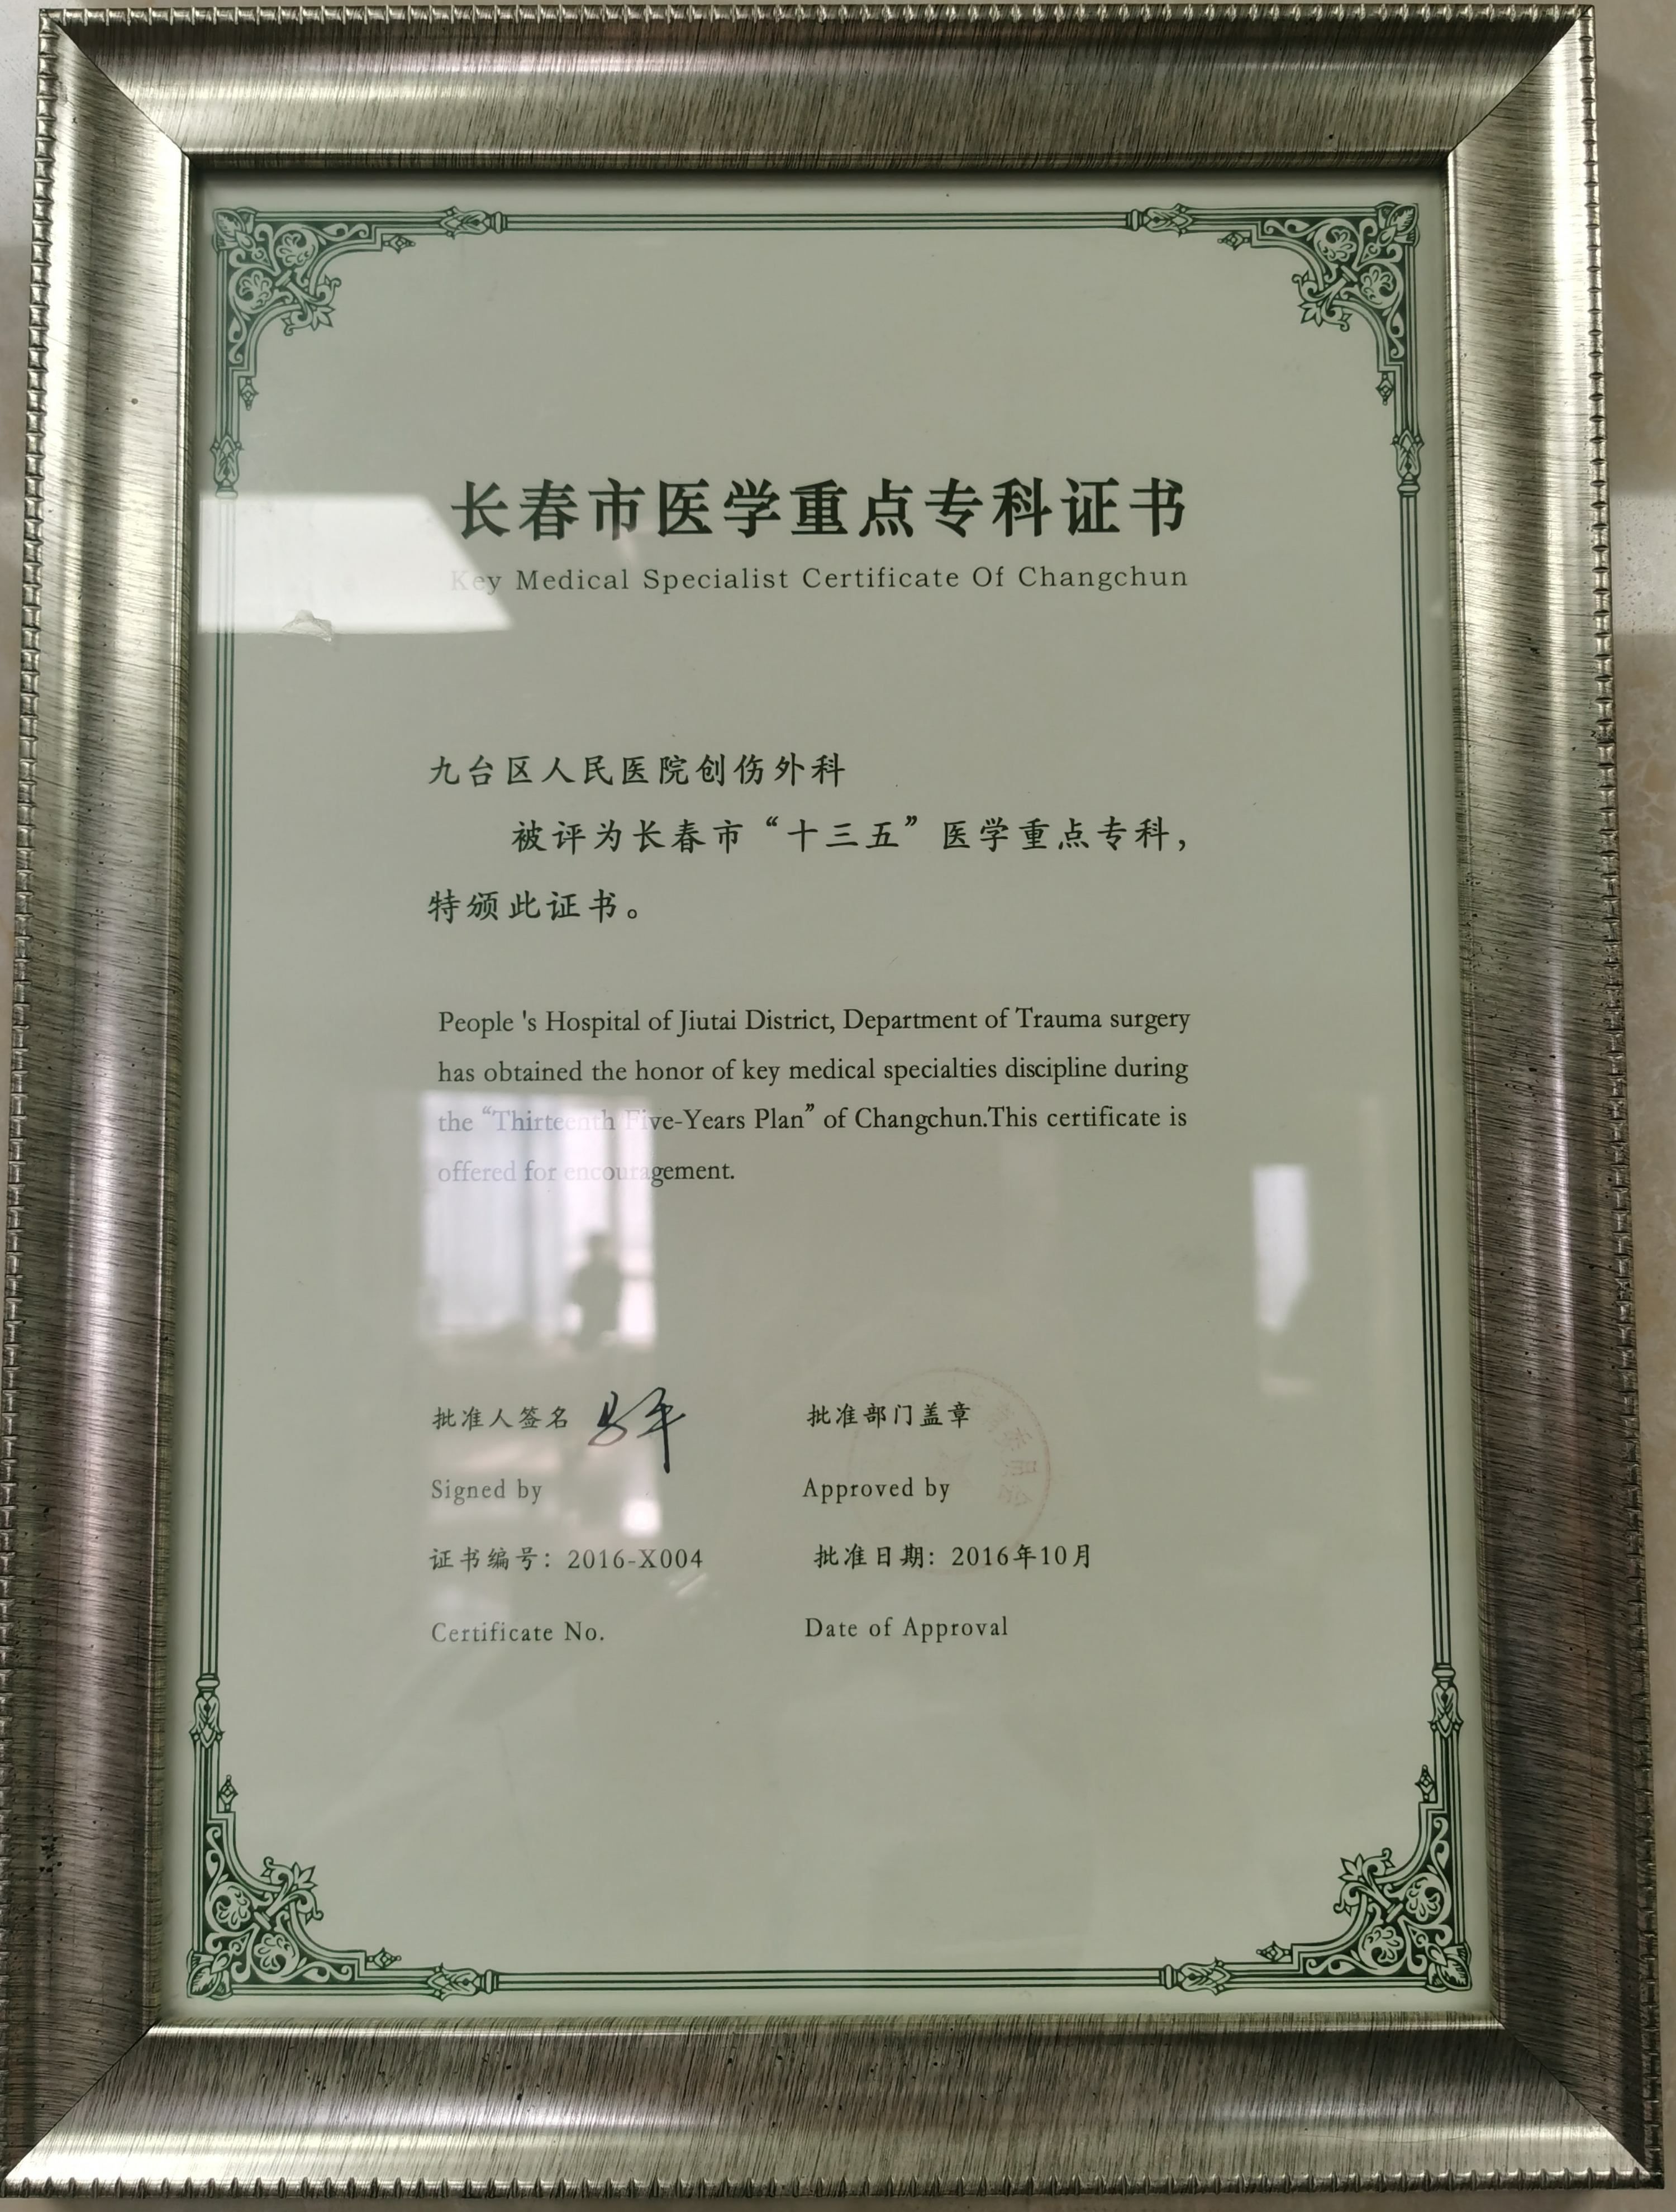 长春市医学重点专科证书
Key Medical Specialist Certificate Of Changchun
九台区人民医院创伤外科
被评为长春市“十三五”医学重点专科，
特颁此证书。
People 's Hospital of Jiutai District, Department of Trauma surgery
has obtained the honor of key medical specialties discipline during
the “Thirteenth Five-Years Plan” of Changchun.This certificate is
offered for encouragement.
批准人签名
批准部门盖章
Signed by
Approved by
证书编号：2016-X004
批准日期：2016年10月
Certificate No.
Date of Approval